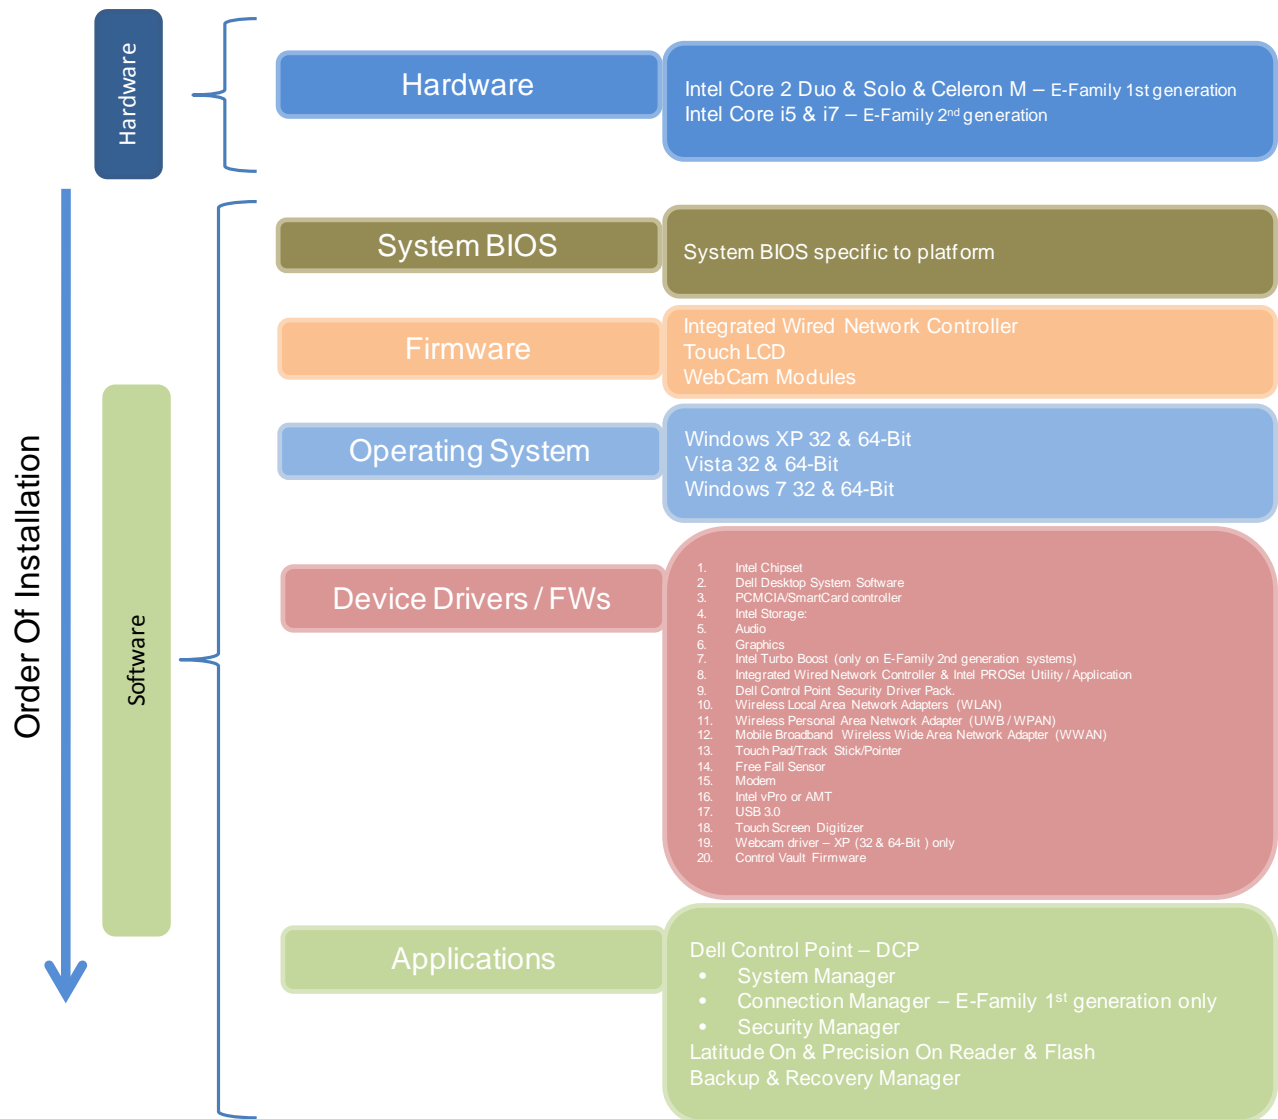 Hardware
Hardware
Intel Core 2 Duo & Solo & Celeron M – E-Family 1st generation
Intel Core i5 & i7 – E-Family 2nd generation
Order Of Installation
Software
System BIOS
System BIOS specific to platform
Firmware
Integrated Wired Network Controller
Touch LCD
WebCam Modules
Operating System
Windows XP 32 & 64-Bit
Vista 32 & 64-Bit
Windows 7 32 & 64-Bit
Device Drivers / FWs
1. Intel Chipset
2. Dell Desktop System Software
3. PCMCIA/SmartCard controller
4. Intel Storage:
5. Audio
6. Graphics
7. Intel Turbo Boost (only on E-Family 2nd generation systems)
8. Integrated Wired Network Controller & Intel PROSet Utility / Application
9. Dell Control Point Security Driver Pack.
10. Wireless Local Area Network Adapters (WLAN)
11. Wireless Personal Area Network Adapter (UWB / WPAN)
12. Mobile Broadband Wireless Wide Area Network Adapter (WWAN)
13. Touch Pad/Track Stick/Pointer
14. Free Fall Sensor
15. Modem
16. Intel vPro or AMT
17. USB 3.0
18. Touch Screen Digitizer
19. Webcam driver – XP (32 & 64-Bit ) only
20. Control Vault Firmware
Applications
Dell Control Point – DCP
• System Manager
• Connection Manager – E-Family 1st generation only
• Security Manager
Latitude On & Precision On Reader & Flash
Backup & Recovery Manager